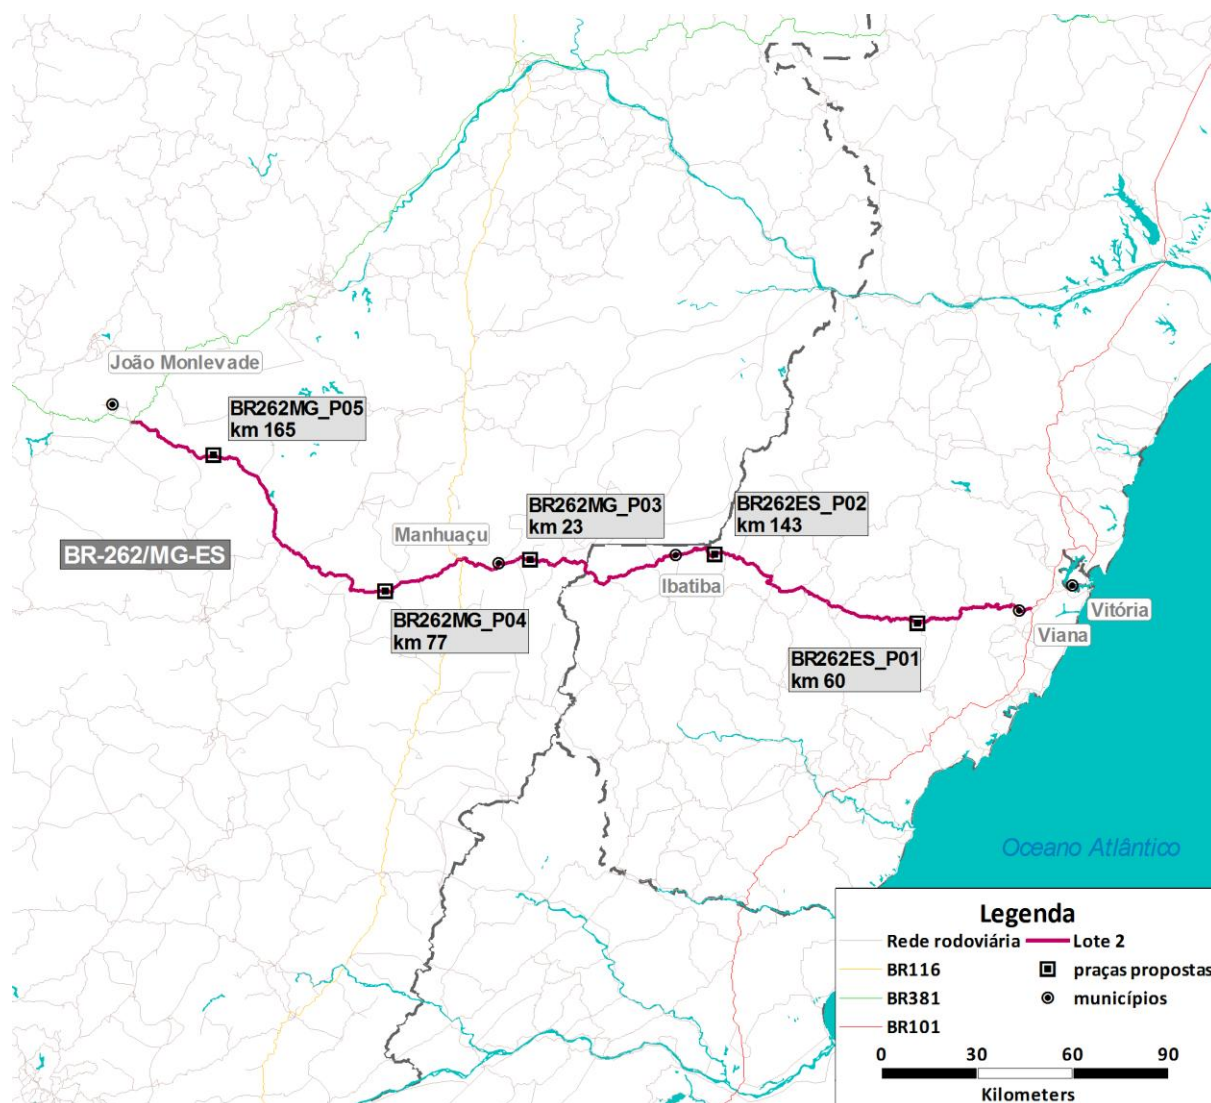 João Monlevade
BR262MG_P05
km 165
BR-262/MG-ES
Manhuaçu
BR262MG_P03
km 23
BR262ES_P02
km 143
Ibatiba
BR262MG_P04
km 77
BR262ES_P01
km 60
Vitória
Viana
Oceano Atlântico
Legenda
Rede rodoviária
Lote 2
BR116
praças propostas
BR381
municípios
BR101
0 30 60 90
Kilometers